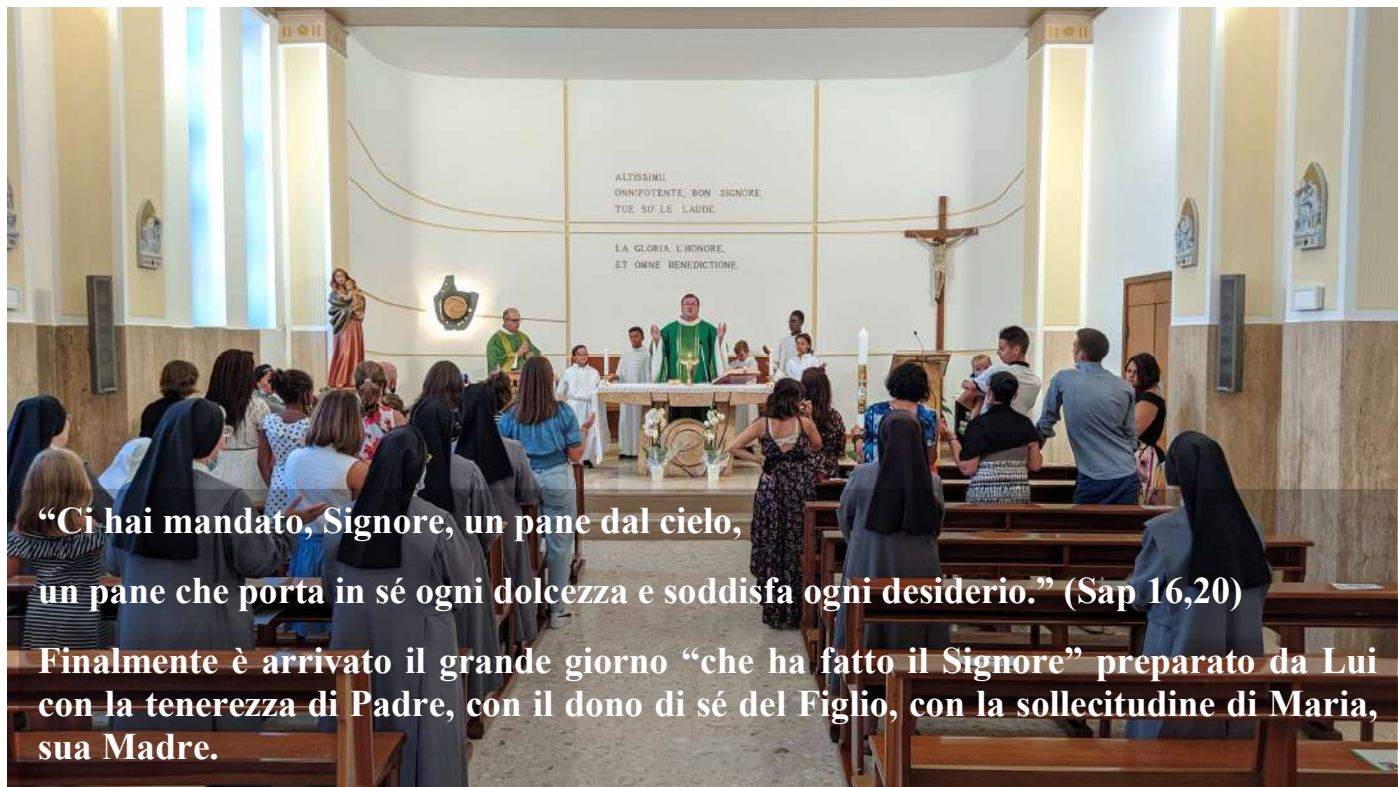 ALTISSIMU,
ONNIPOTENTE, BON SIGNORE,
TUE SO' LE LAUDE,
LA GLORIA, L'HONORE,
ET OMNE BENEDICTIONE.
“Ci hai mandato, Signore, un pane dal cielo,
un pane che porta in sé ogni dolcezza e soddisfa ogni desiderio.” (Sap 16,20)
Finalmente è arrivato il grande giorno “che ha fatto il Signore” preparato da Lui
con la tenerezza di Padre, con il dono di sé del Figlio, con la sollecitudine di Maria,
sua Madre.